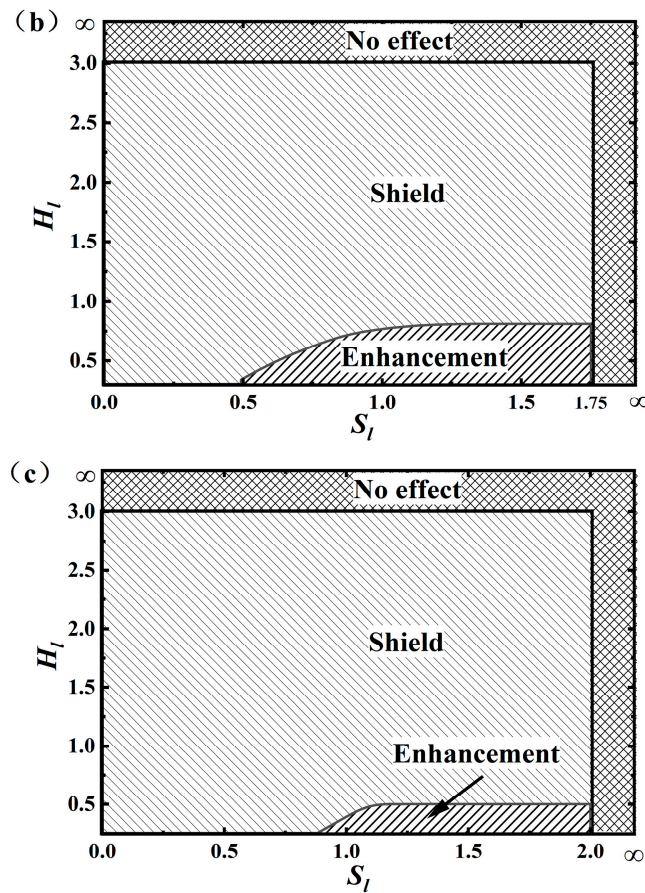 (b)
∞
No effect
3.0
2.5
Shield
2.0
H_l
1.5
1.0
Enhancement
0.5
0.0 0.5 1.0 1.5 1.75 ∞
S_l
(c)
∞
No effect
3.0
2.5
2.0
Shield
H_l
1.5
1.0
Enhancement
0.5
0.0 0.5 1.0 1.5 2.0 ∞
S_l